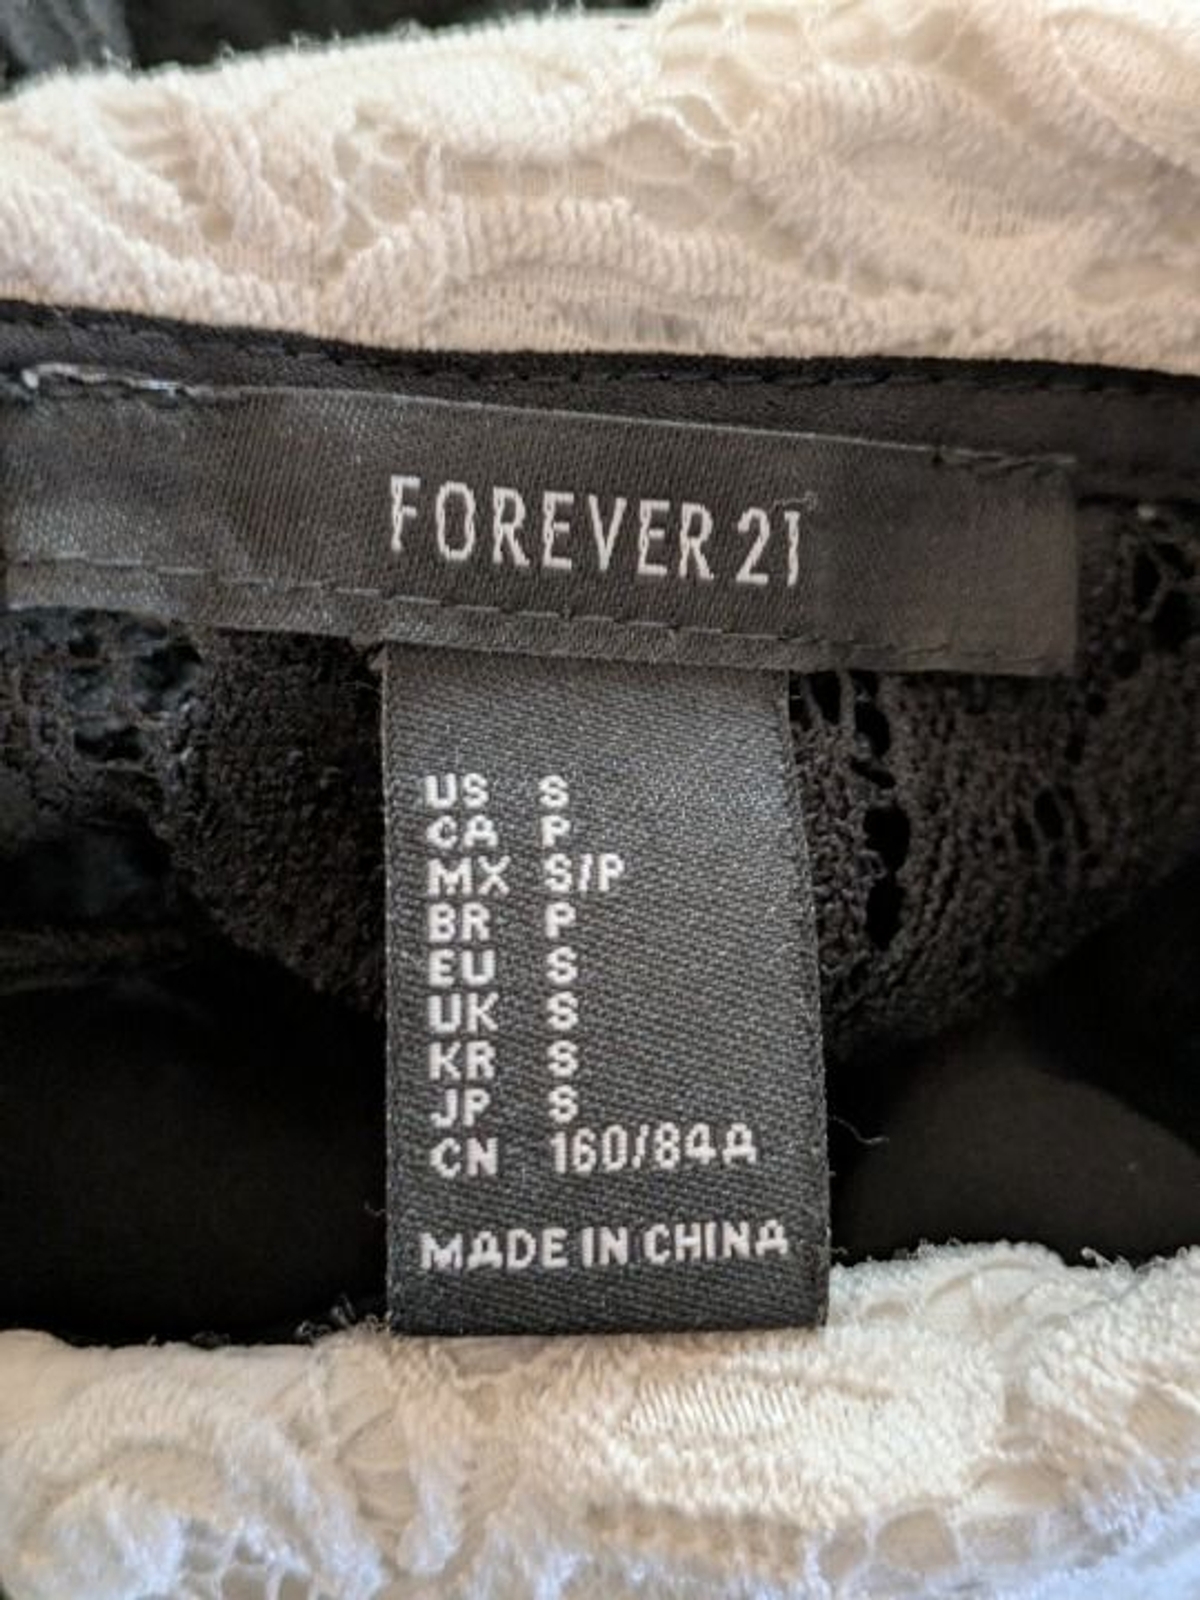 FOREVER 21
US S
CA P
MX S/P
BR P
EU S
UK S
KR S
JP S
CN 160/84A
MADE IN CHINA